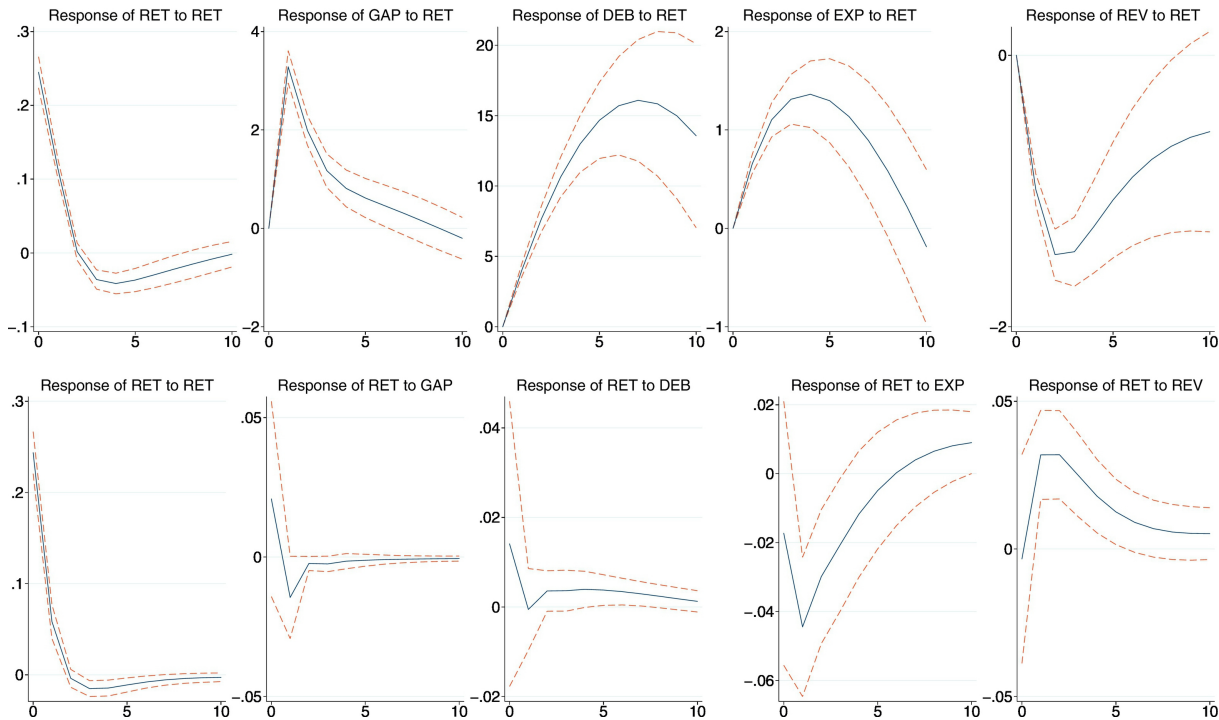 Response of RET to RET
Response of GAP to RET
Response of DEB to RET
Response of EXP to RET
Response of REV to RET
.3
.2
.1
0
-.1
0 5 10
4
2
0
-2
0 5 10
20
15
10
5
0
0 5 10
2
1
0
-1
0 5 10
0
-2
0 5 10
Response of RET to RET
Response of RET to GAP
Response of RET to DEB
Response of RET to EXP
Response of RET to REV
.3
.2
.1
0
0 5 10
.05
0
-.05
0 5 10
.04
.02
0
-.02
0 5 10
.02
0
-.02
-.04
-.06
0 5 10
.05
0
-.05
0 5 10